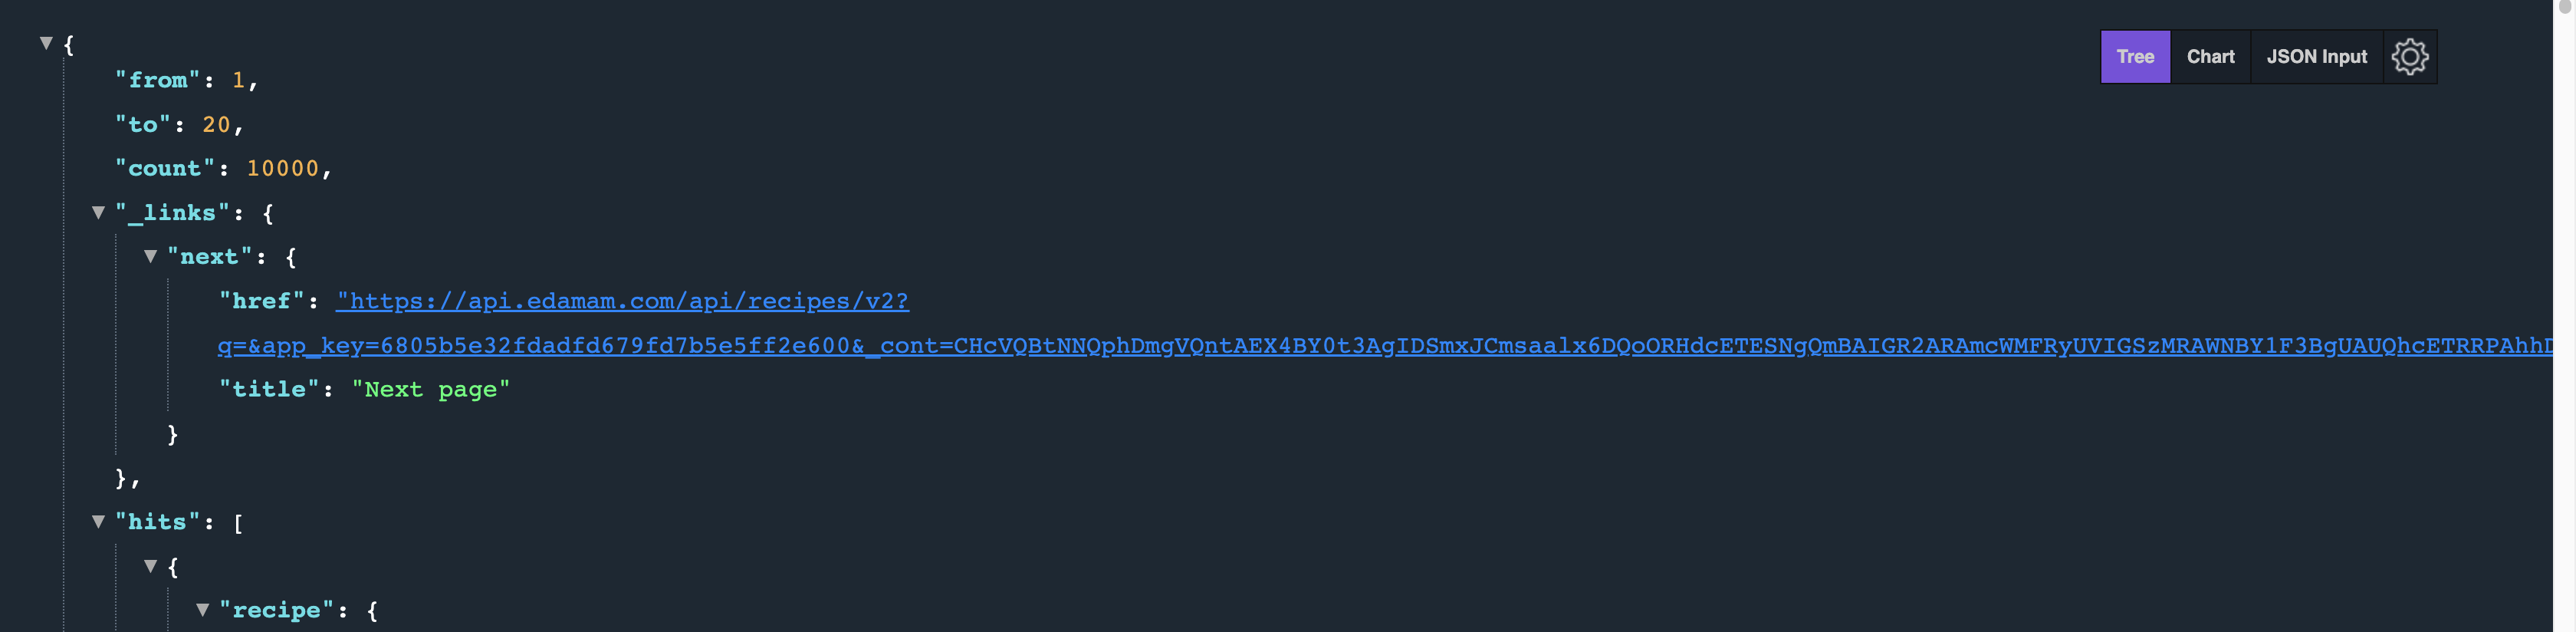 {
Tree Chart JSON Input
"from": 1,
"to": 20,
"count": 10000,
"_links": {
"next": {
"href": "https://api.edamam.com/api/recipes/v2?
q=&app_key=6805b5e32fdadfd679fd7b5e5ff2e600&_cont=CHcVQBtNNQphDmgVQntAEX4BY0t3AgIDSmxJCmsaalx6DQoORHdcETESNgQmBAIGR2ARAmcWMFRyUVIGSzMRAWNBY1F3BgUAUQhcETRRPAhhD
"title": "Next page"
}
},
"hits": [
{
"recipe": {